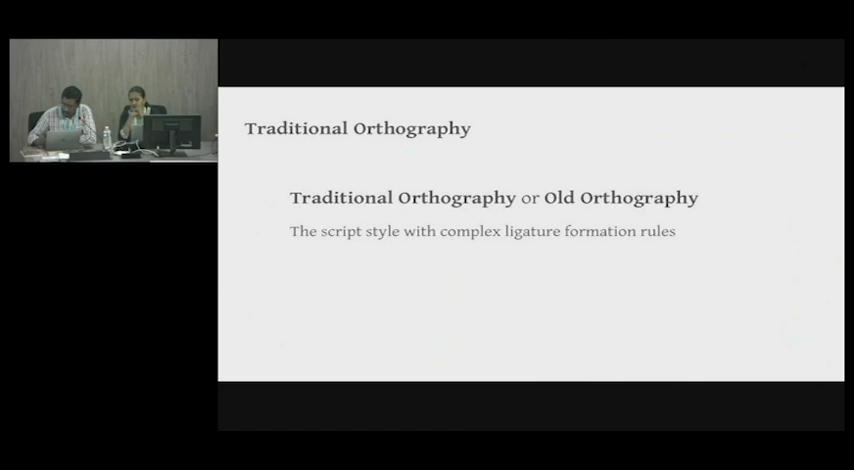 Traditional Orthography
Traditional Orthography or Old Orthography
The script style with complex ligature formation rules